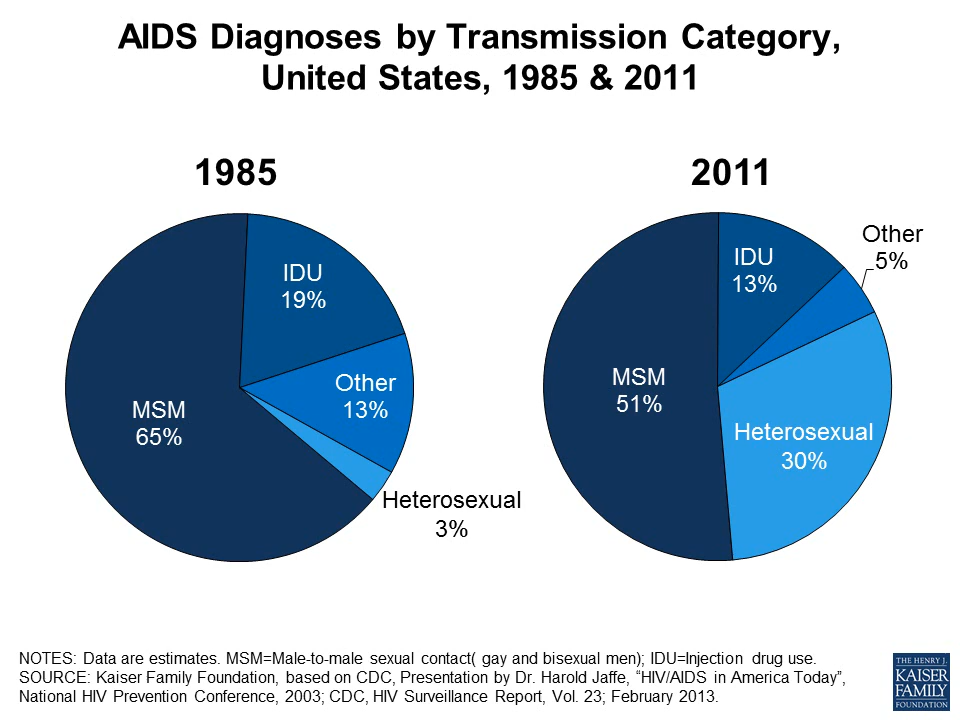 AIDS Diagnoses by Transmission Category,
United States, 1985 & 2011
1985
IDU
19%
Other
13%
MSM
65%
Heterosexual
3%
2011
Other
5%
IDU
13%
MSM
51%
Heterosexual
30%
NOTES: Data are estimates. MSM=Male-to-male sexual contact( gay and bisexual men); IDU=Injection drug use.
SOURCE: Kaiser Family Foundation, based on CDC, Presentation by Dr. Harold Jaffe, “HIV/AIDS in America Today”,
National HIV Prevention Conference, 2003; CDC, HIV Surveillance Report, Vol. 23; February 2013.
THE HENRY J.
KAISER
FAMILY
FOUNDATION